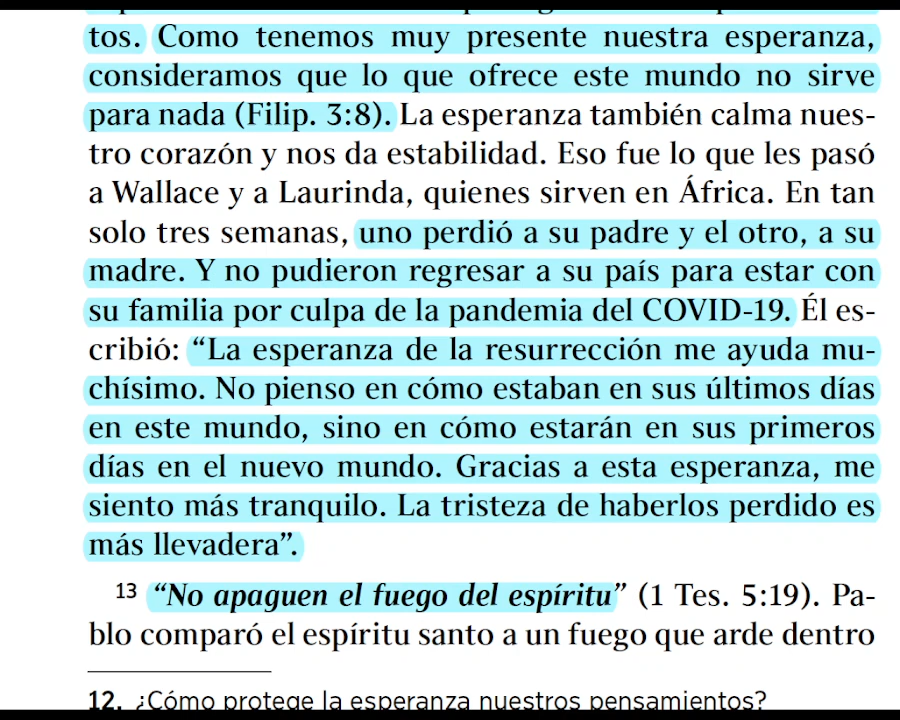 tos. Como tenemos muy presente nuestra esperanza,
consideramos que lo que ofrece este mundo no sirve
para nada (Filip. 3:8). La esperanza también calma nues-
tro corazón y nos da estabilidad. Eso fue lo que les pasó
a Wallace y a Laurinda, quienes sirven en África. En tan
solo tres semanas, uno perdió a su padre y el otro, a su
madre. Y no pudieron regresar a su país para estar con
su familia por culpa de la pandemia del COVID-19. Él es-
cribió: “La esperanza de la resurrección me ayuda mu-
chísimo. No pienso en cómo estaban en sus últimos días
en este mundo, sino en cómo estarán en sus primeros
días en el nuevo mundo. Gracias a esta esperanza, me
siento más tranquilo. La tristeza de haberlos perdido es
más llevadera”.
13 “No apaguen el fuego del espíritu” (1 Tes. 5:19). Pa-
blo comparó el espíritu santo a un fuego que arde dentro
12. ¿Cómo protege la esperanza nuestros pensamientos?